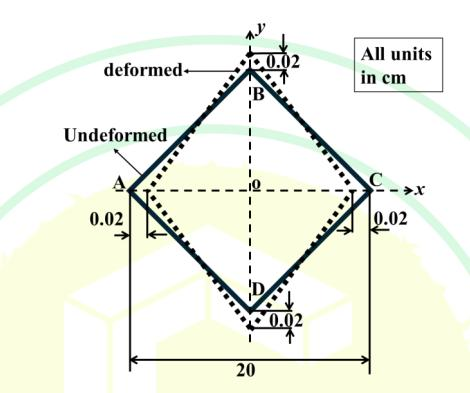 y
0.02
All units
in cm
deformed
B
Undeformed
A
o
C
x
0.02
0.02
D
0.02
20